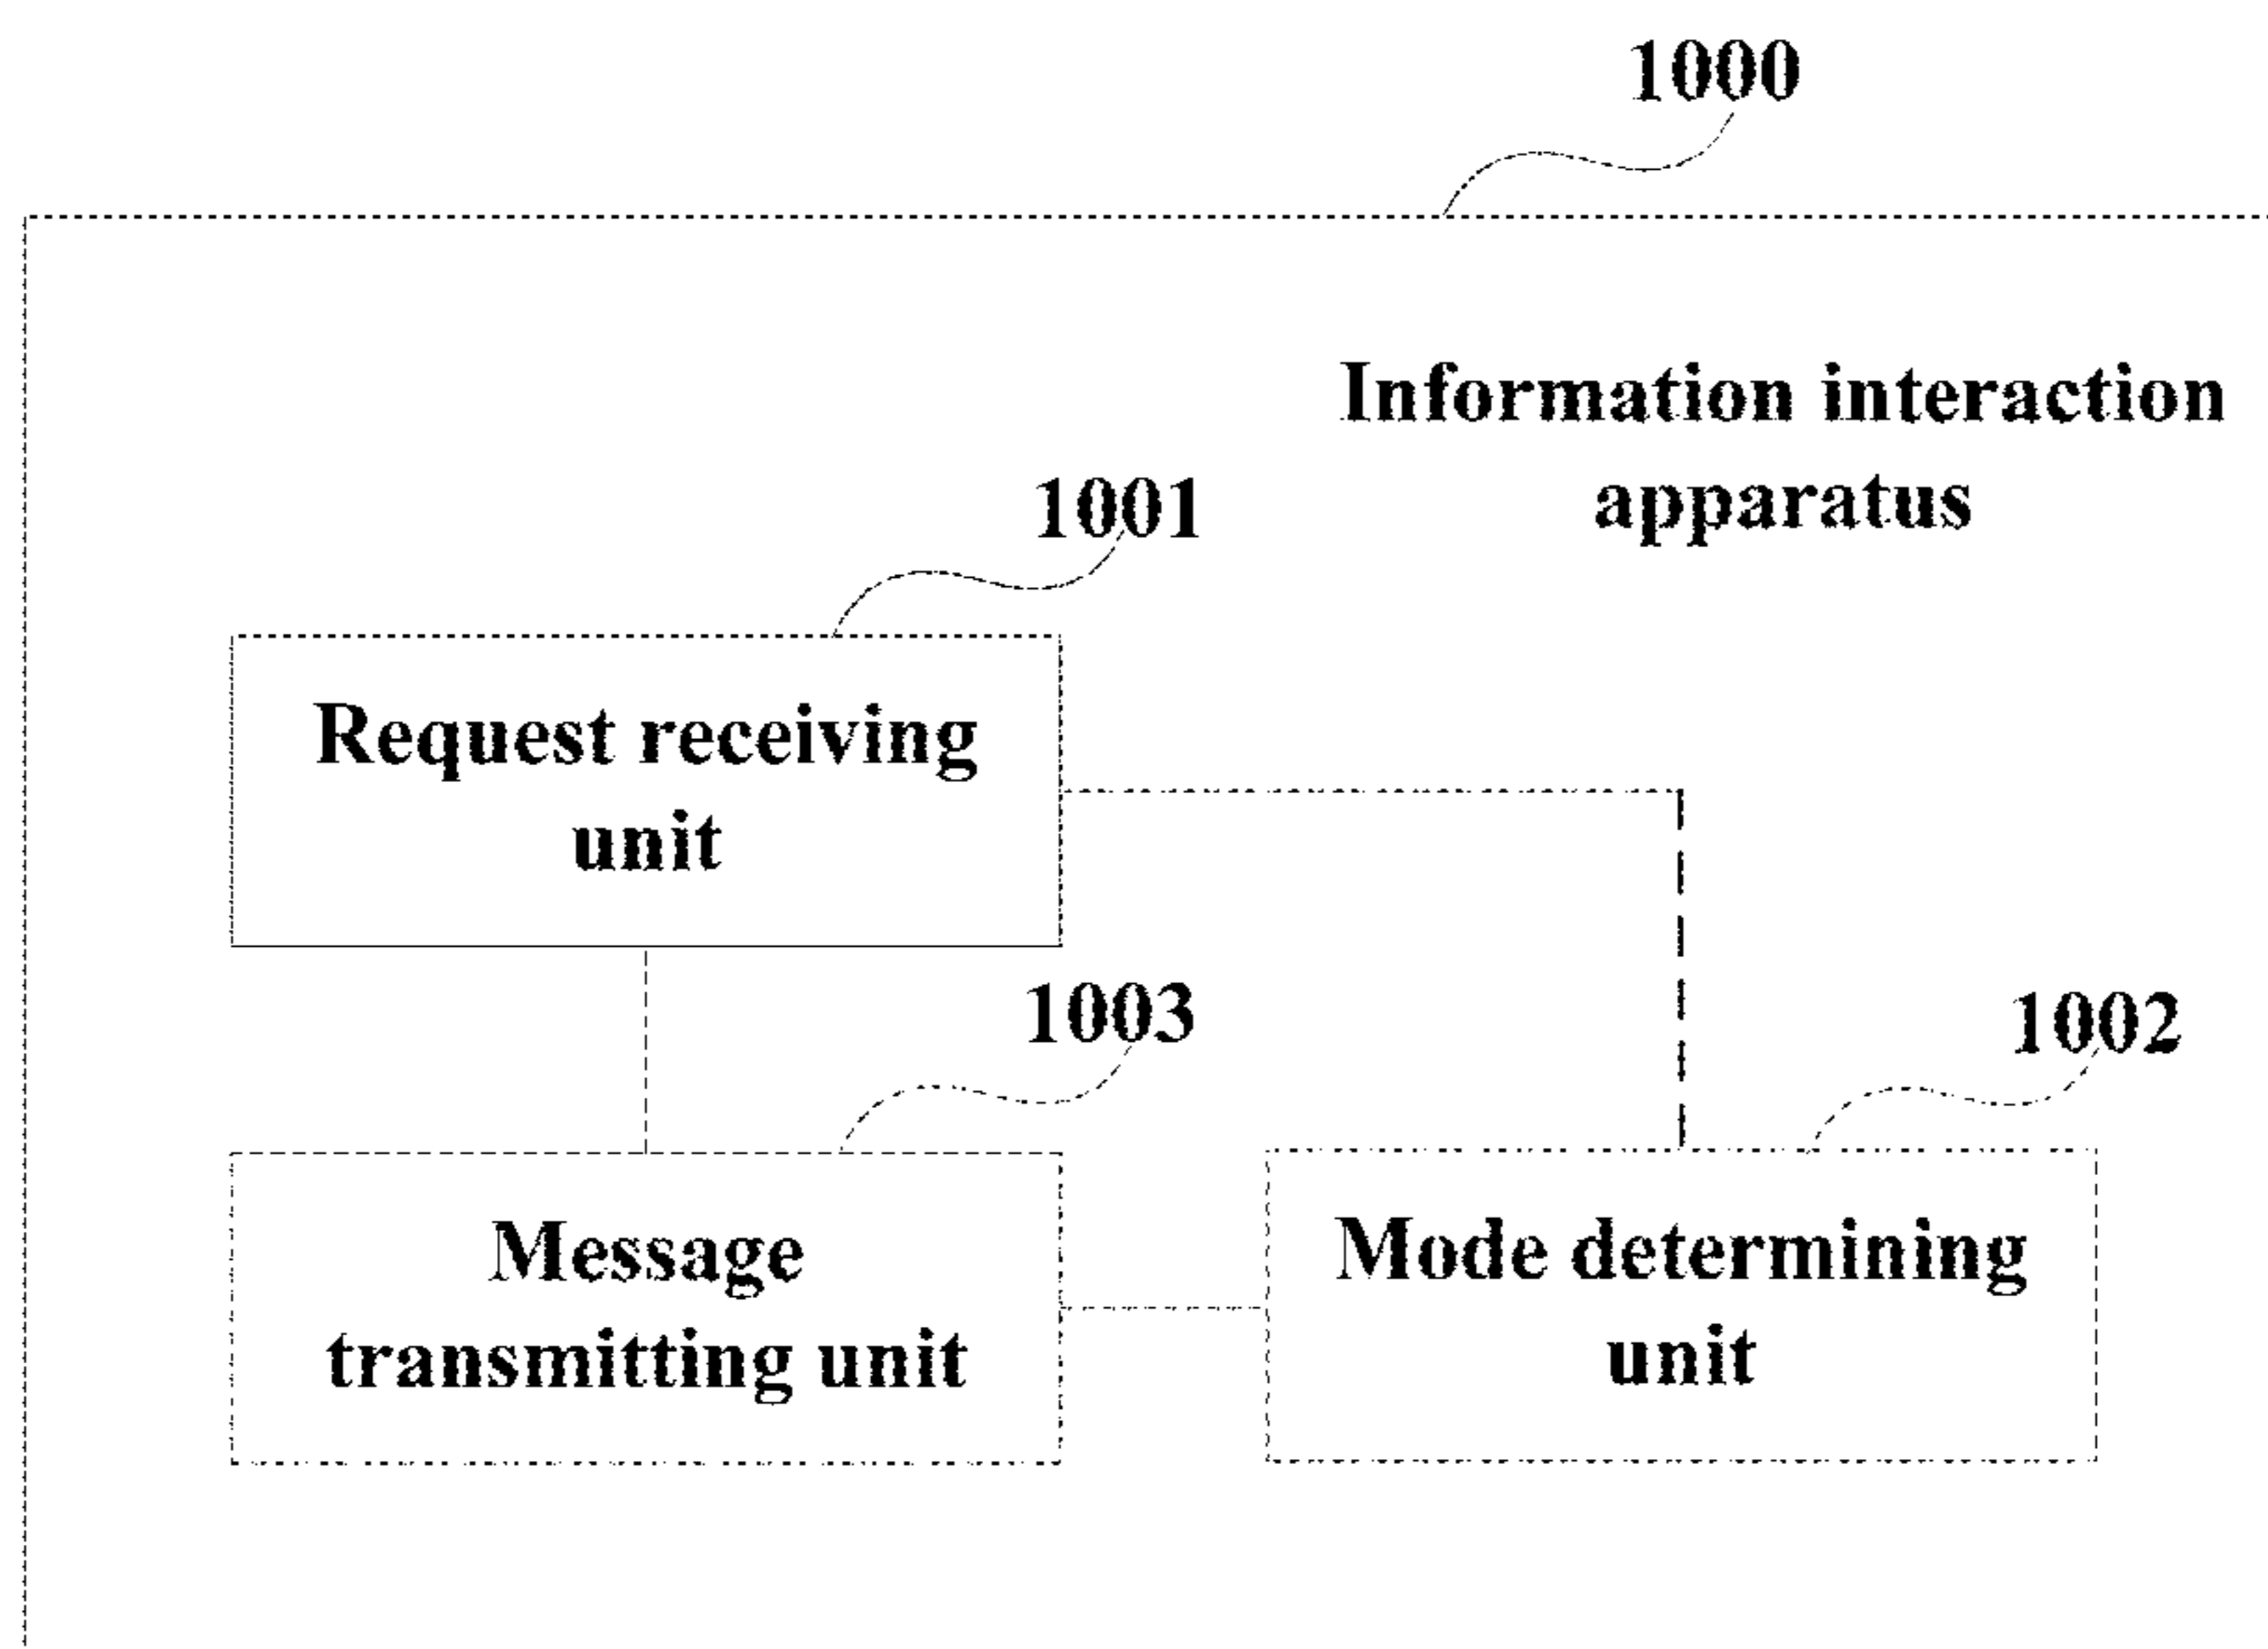 1000
Information interaction
apparatus
1001
Request receiving
unit
1003
1002
Message
transmitting unit
Mode determining
unit